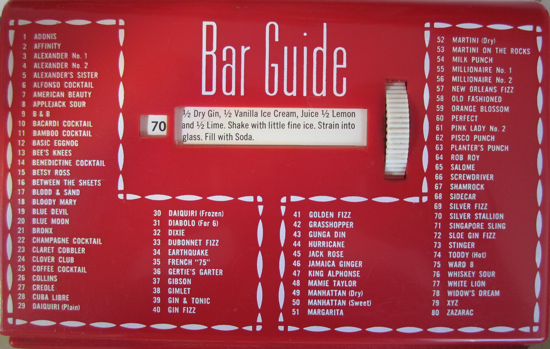 Bar Guide
70
½ Dry Gin, ½ Vanilla Ice Cream, Juice ½ Lemon
and ½ Lime. Shake with little fine ice. Strain into
glass. Fill with Soda.
1 ADONIS
2 AFFINITY
3 ALEXANDER No. 1
4 ALEXANDER No. 2
5 ALEXANDER'S SISTER
6 ALFONSO COCKTAIL
7 AMERICAN BEAUTY
8 APPLEJACK SOUR
9 B & B
10 BACARDI COCKTAIL
11 BAMBOO COCKTAIL
12 BASIC EGGNOG
13 BEE'S KNEES
14 BENEDICTINE COCKTAIL
15 BETSY ROSS
16 BETWEEN THE SHEETS
17 BLOOD & SAND
18 BLOODY MARY
19 BLUE DEVIL
20 BLUE MOON
21 BRONX
22 CHAMPAGNE COCKTAIL
23 CLARET COBBLER
24 CLOVER CLUB
25 COFFEE COCKTAIL
26 COLLINS
27 CREOLE
28 CUBA LIBRE
29 DAIQUIRI (Plain)
30 DAIQUIRI (Frozen)
31 DIABOLO (For 6)
32 DIXIE
33 DUBONNET FIZZ
34 EARTHQUAKE
35 FRENCH "75"
36 GERTIE'S GARTER
37 GIBSON
38 GIMLET
39 GIN & TONIC
40 GIN FIZZ
41 GOLDEN FIZZ
42 GRASSHOPPER
43 GUNGA DIN
44 HURRICANE
45 JACK ROSE
46 JAMAICA GINGER
47 KING ALPHONSE
48 MAMIE TAYLOR
49 MANHATTAN (Dry)
50 MANHATTAN (Sweet)
51 MARGARITA
52 MARTINI (Dry)
53 MARTINI ON THE ROCKS
54 MILK PUNCH
55 MILLIONAIRE No. 1
56 MILLIONAIRE No. 2
57 NEW ORLEANS FIZZ
58 OLD FASHIONED
59 ORANGE BLOSSOM
60 PERFECT
61 PINK LADY No. 2
62 PISCO PUNCH
63 PLANTER'S PUNCH
64 ROB ROY
65 SALOME
66 SCREWDRIVER
67 SHAMROCK
68 SIDECAR
69 SILVER FIZZ
70 SILVER STALLION
71 SINGAPORE SLING
72 SLOE GIN FIZZ
73 STINGER
74 TODDY (Hot)
75 WARD 8
76 WHISKEY SOUR
77 WHITE LION
78 WIDOW'S DREAM
79 XYZ
80 ZAZARAC